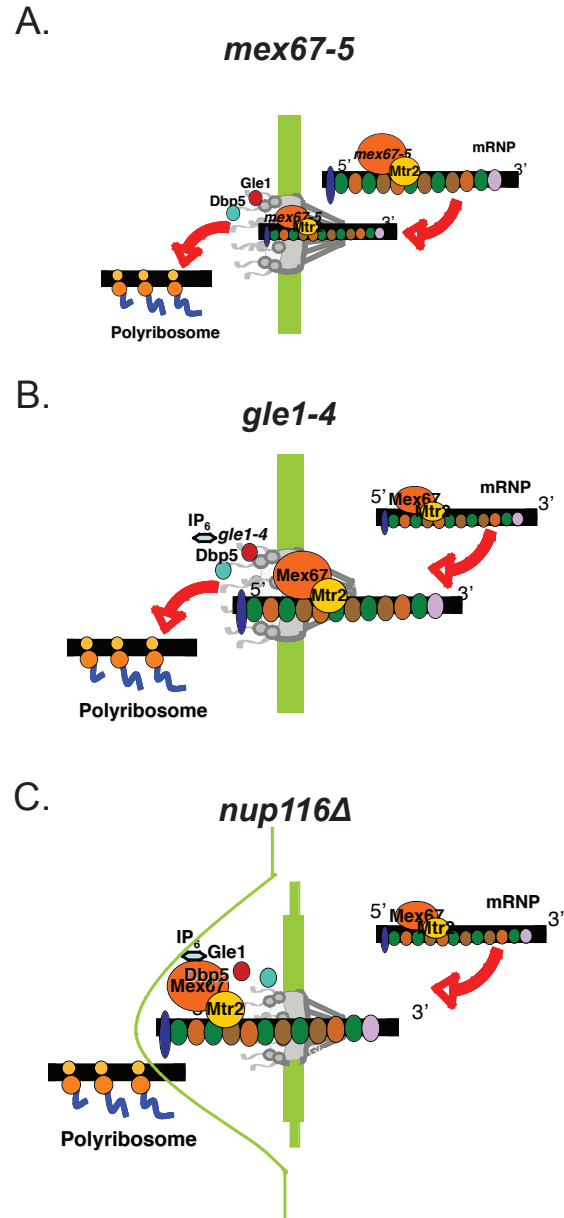 A.
mex67-5
5’ mex67-5 mRNP
Mtr2 3’
Gle1
Dbp5
mex67-5 3’
Mtr
Polyribosome
B.
gle1-4
5’ Mex67 mRNP
Mtr2 3’
IP6 gle1-4
Dbp5
Mex67
5’ Mtr2 3’
Polyribosome
C.
nup116Δ
5’ Mex67 mRNP
Mtr2 3’
IP6 Gle1
Dbp5
Mex67
5’ Mtr2 3’
Polyribosome